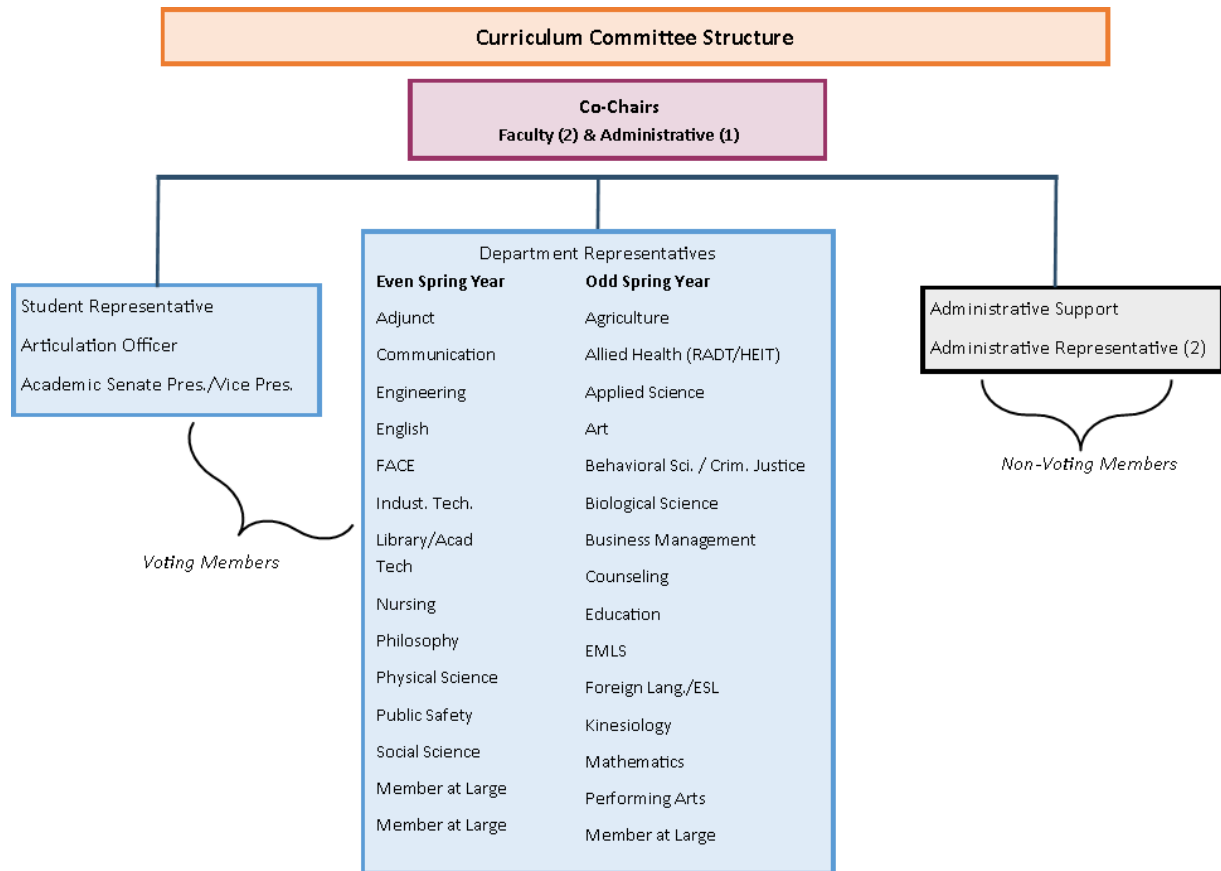 Curriculum Committee Structure
Co-Chairs
Faculty (2) & Administrative (1)
Student Representative
Articulation Officer
Academic Senate Pres./Vice Pres.
Voting Members
Department Representatives
Even Spring Year
Adjunct
Communication
Engineering
English
FACE
Indust. Tech.
Library/Acad
Tech
Nursing
Philosophy
Physical Science
Public Safety
Social Science
Member at Large
Member at Large
Odd Spring Year
Agriculture
Allied Health (RADT/HEIT)
Applied Science
Art
Behavioral Sci. / Crim. Justice
Biological Science
Business Management
Counseling
Education
EMLS
Foreign Lang./ESL
Kinesiology
Mathematics
Performing Arts
Member at Large
Administrative Support
Administrative Representative (2)
Non-Voting Members